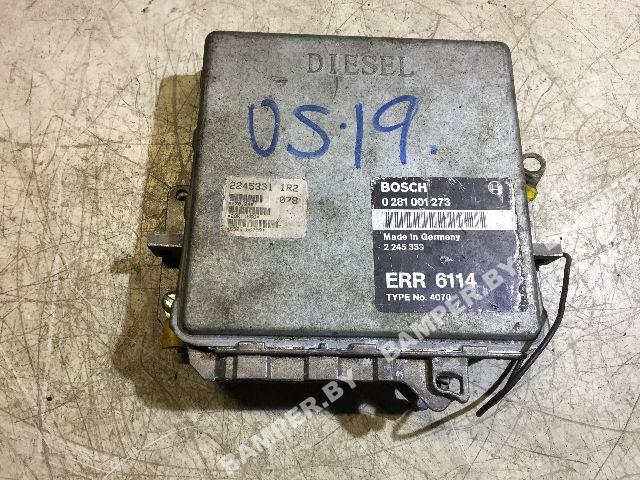 DIESEL
US.19.
2245331 1R2
078
BOSCH
0 281 001 273
Made in Germany
2 245 333
ERR 6114
TYPE No. 4070
BAMPER.BY
BAMPER.BY